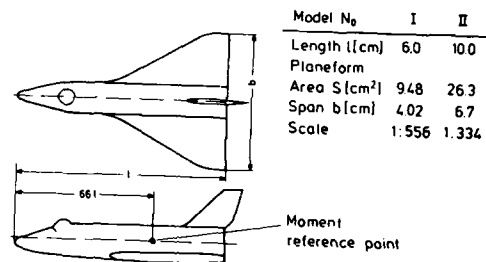 Model No I II
Length l[cm] 6.0 10.0
Planeform
Area S[cm²] 9.48 26.3
Span b[cm] 4.02 6.7
Scale 1:556 1.334
b
l
.66 l
Moment
reference point